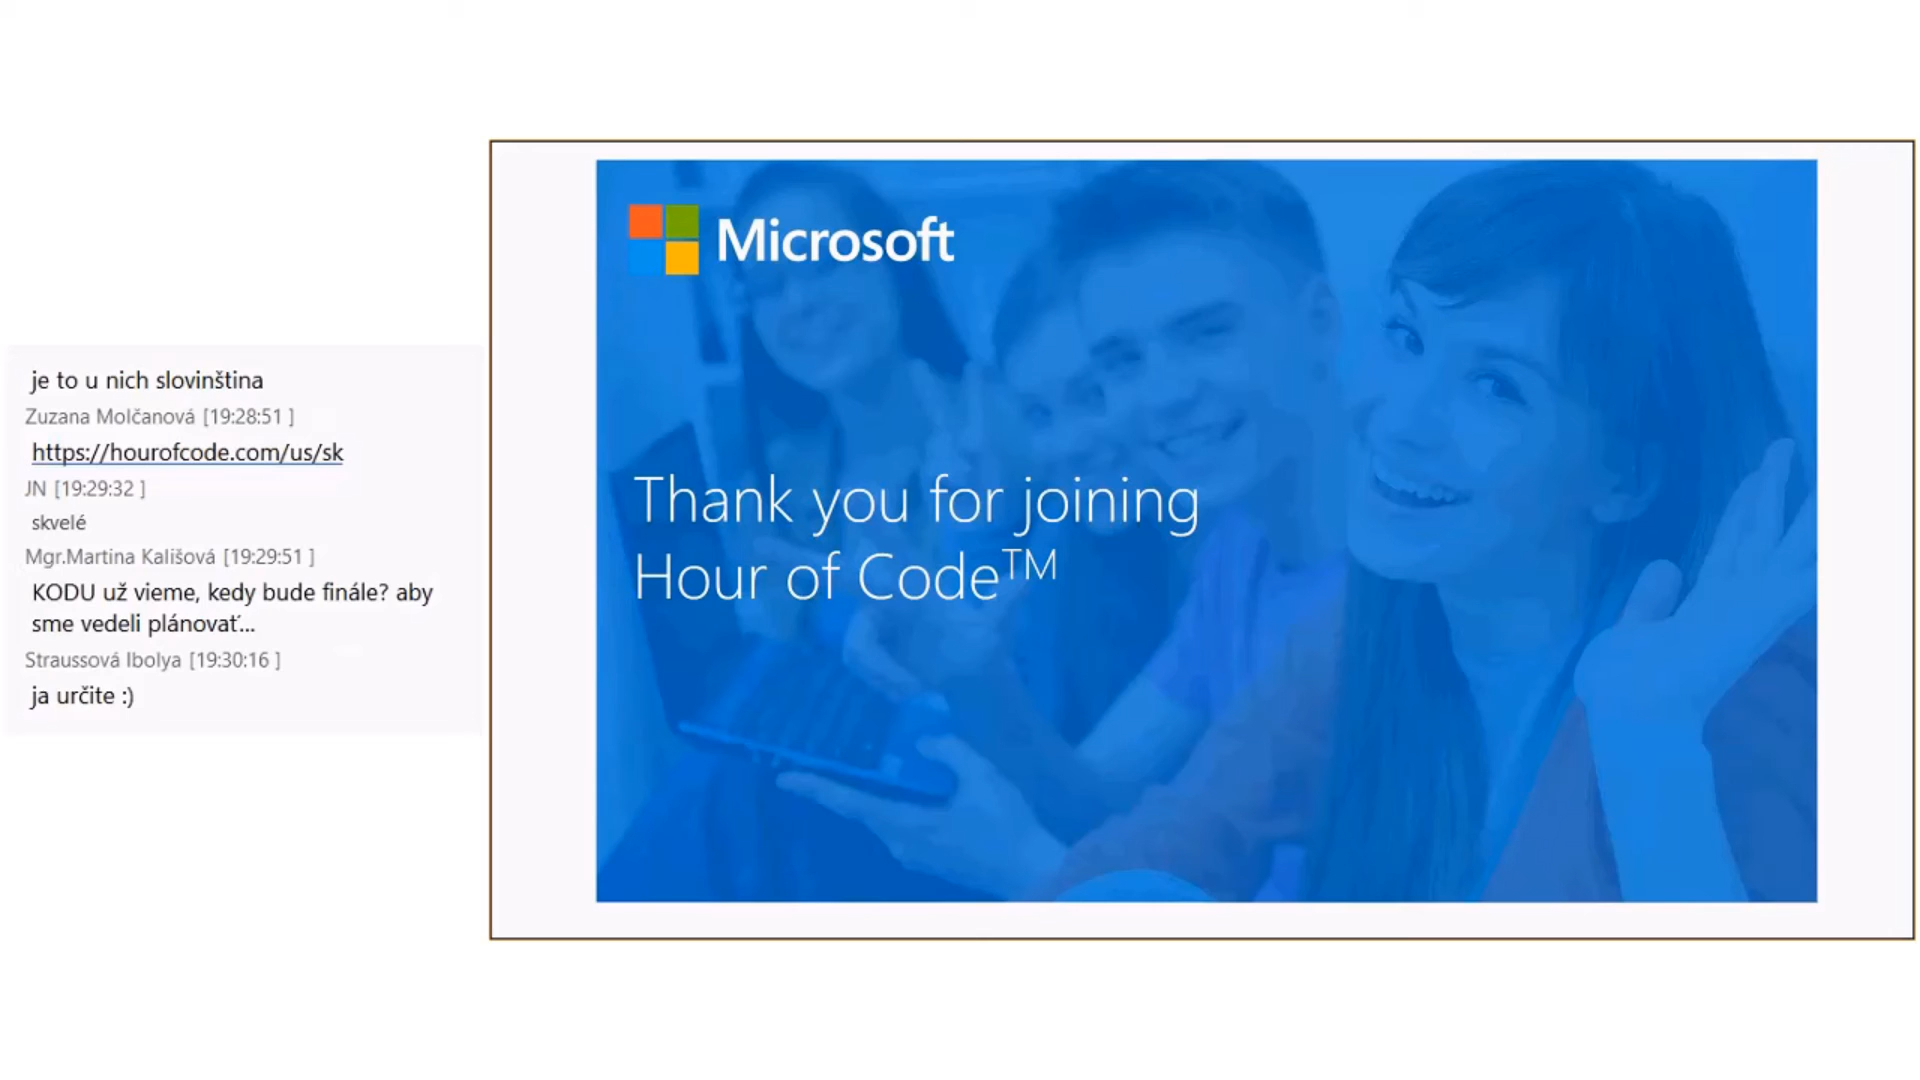 je to u nich slovinština
Zuzana Molčanová [19:28:51 ]
https://hourofcode.com/us/sk
JN [19:29:32 ]
skvelé
Mgr.Martina Kališová [19:29:51 ]
KODU už vieme, kedy bude finále? aby
sme vedeli plánovať...
Straussová Ibolya [19:30:16 ]
ja určite :)
Microsoft
Thank you for joining
Hour of Code™